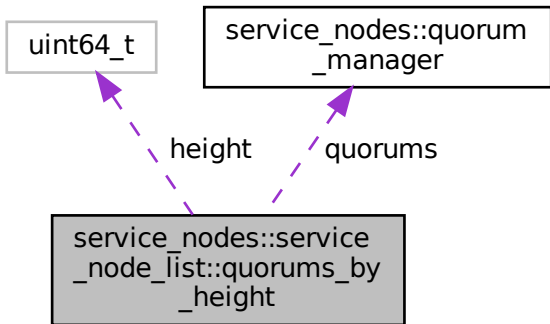 uint64_t
service_nodes::quorum
_manager
height
quorums
service_nodes::service
_node_list::quorums_by
_height